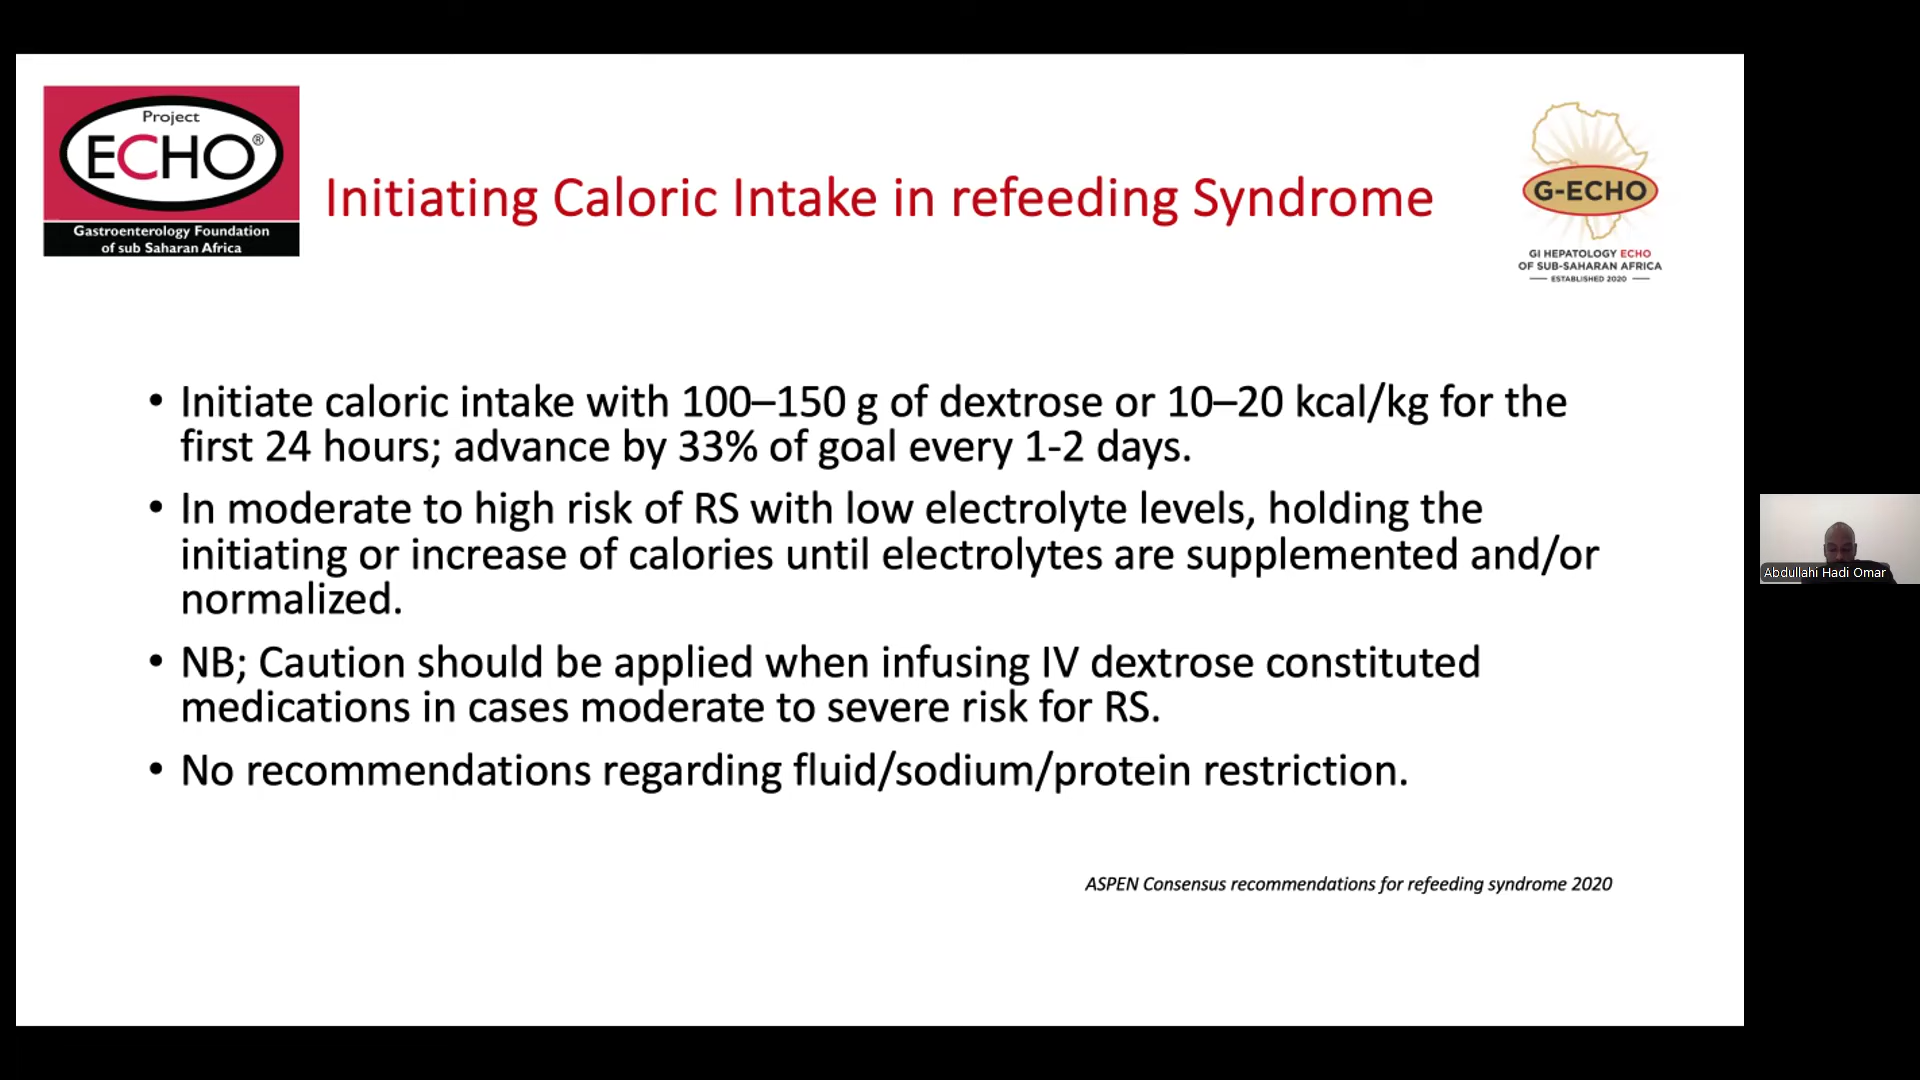 Project
ECHO®
Gastroenterology Foundation
of sub Saharan Africa
Initiating Caloric Intake in refeeding Syndrome
G-ECHO
GI HEPATOLOGY ECHO
OF SUB-SAHARAN AFRICA
ESTABLISHED 2020
• Initiate caloric intake with 100–150 g of dextrose or 10–20 kcal/kg for the
first 24 hours; advance by 33% of goal every 1-2 days.
• In moderate to high risk of RS with low electrolyte levels, holding the
initiating or increase of calories until electrolytes are supplemented and/or
normalized.
• NB; Caution should be applied when infusing IV dextrose constituted
medications in cases moderate to severe risk for RS.
• No recommendations regarding fluid/sodium/protein restriction.
ASPEN Consensus recommendations for refeeding syndrome 2020
Abdullahi Hadi Omar